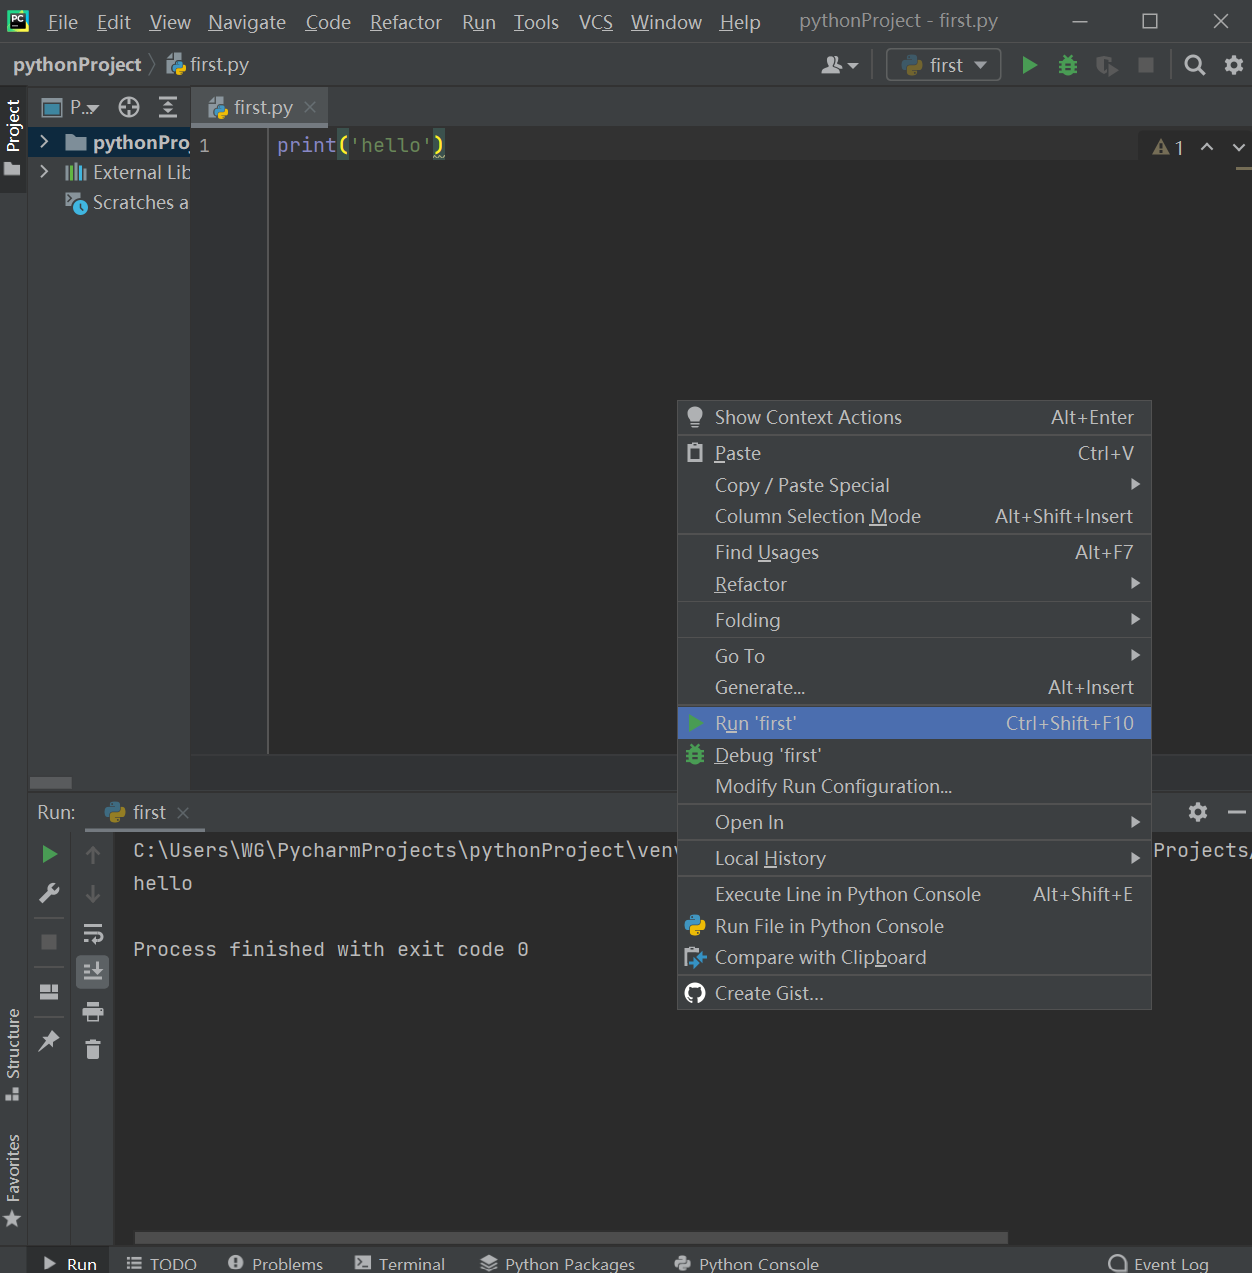 PC File Edit View Navigate Code Refactor Run Tools VCS Window Help pythonProject - first.py
pythonProject first.py first
Project
P... first.py
pythonPro
External Lib
Scratches a
1 print('hello') 1
Show Context Actions Alt+Enter
Paste Ctrl+V
Copy / Paste Special
Column Selection Mode Alt+Shift+Insert
Find Usages Alt+F7
Refactor
Folding
Go To
Generate... Alt+Insert
Run 'first' Ctrl+Shift+F10
Debug 'first'
Modify Run Configuration...
Open In
Local History
Execute Line in Python Console Alt+Shift+E
Run File in Python Console
Compare with Clipboard
Create Gist...
Run: first
C:\Users\WG\PycharmProjects\pythonProject\venv Projects/
hello
Process finished with exit code 0
Structure
Favorites
Run TODO Problems Terminal Python Packages Python Console Event Log